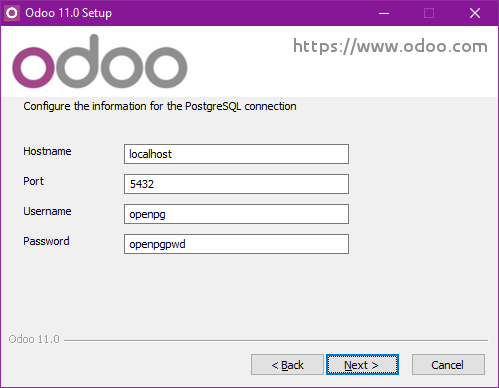 Odoo 11.0 Setup
odoo
https://www.odoo.com
Configure the information for the PostgreSQL connection
Hostname localhost
Port 5432
Username openpg
Password openpgpwd
Odoo 11.0
< Back Next > Cancel